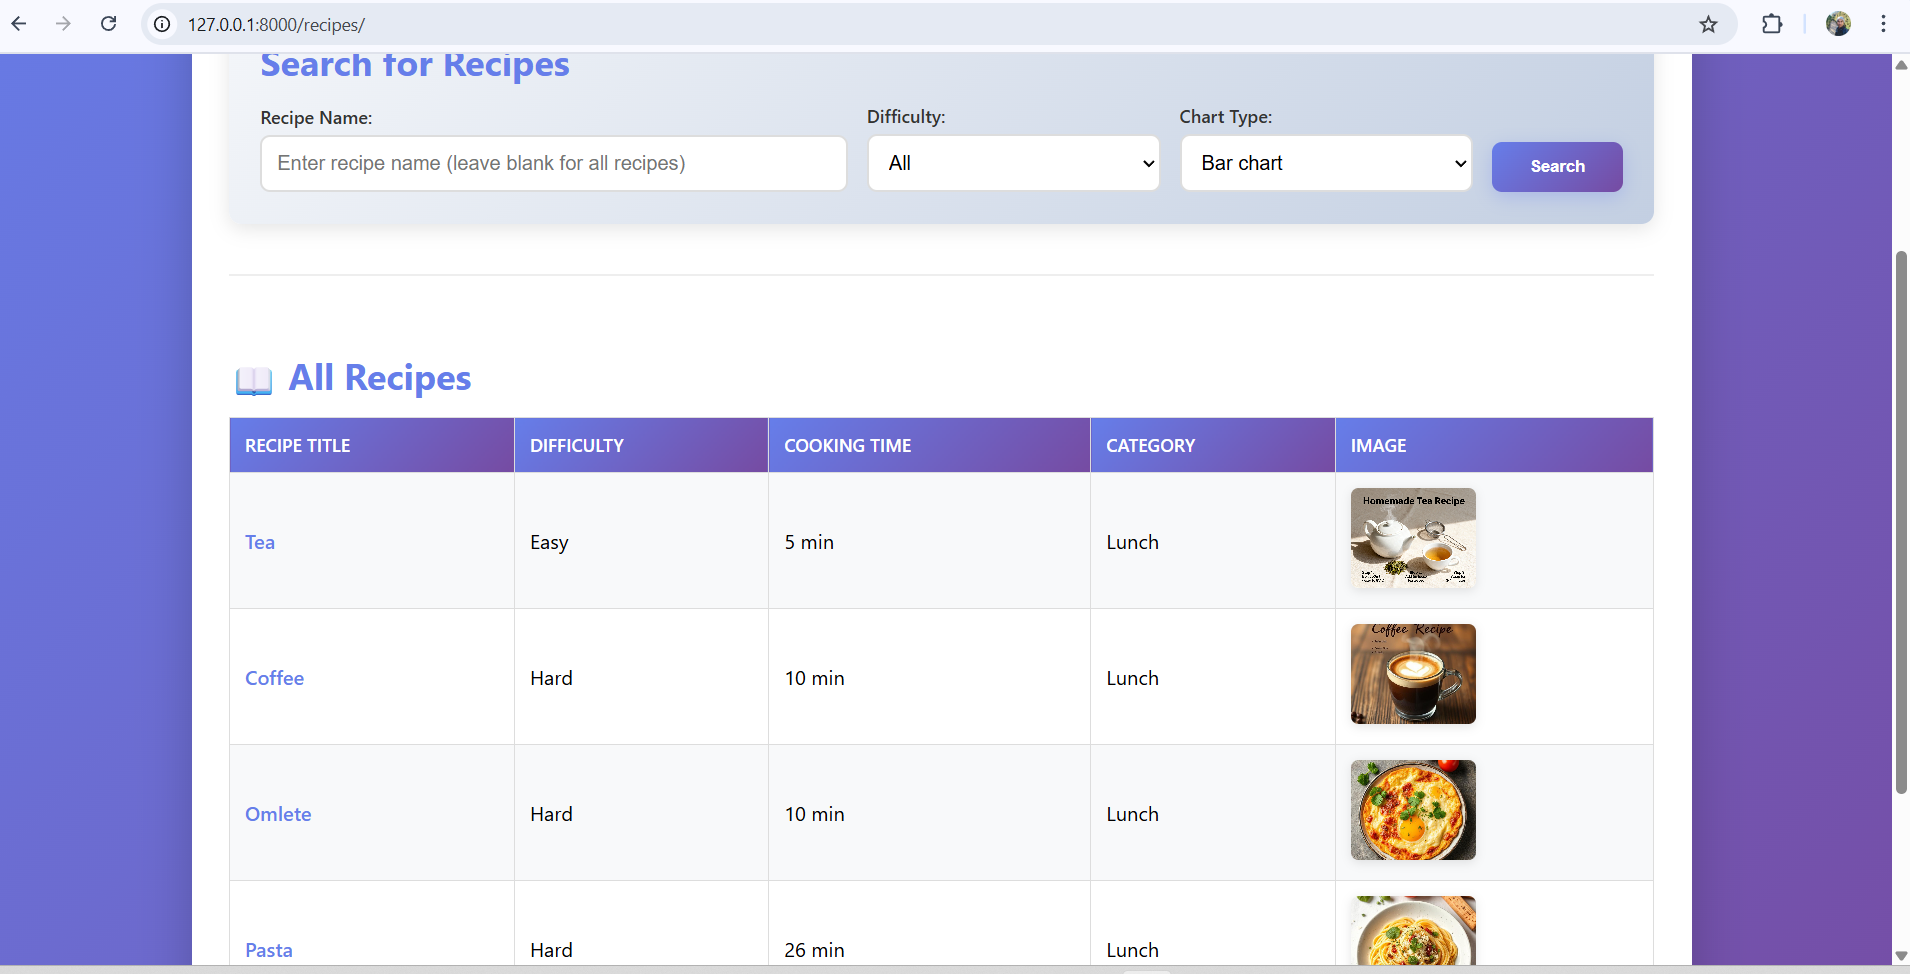 127.0.0.1:8000/recipes/
Search for Recipes
Recipe Name:
Difficulty:
Chart Type:
Enter recipe name (leave blank for all recipes)
All
Bar chart
Search
📖 All Recipes
RECIPE TITLE DIFFICULTY COOKING TIME CATEGORY IMAGE
Homemade Tea Recipe
Tea Easy 5 min Lunch
Coffee Recipe
Coffee Hard 10 min Lunch
Omlete Hard 10 min Lunch
Pasta Hard 26 min Lunch